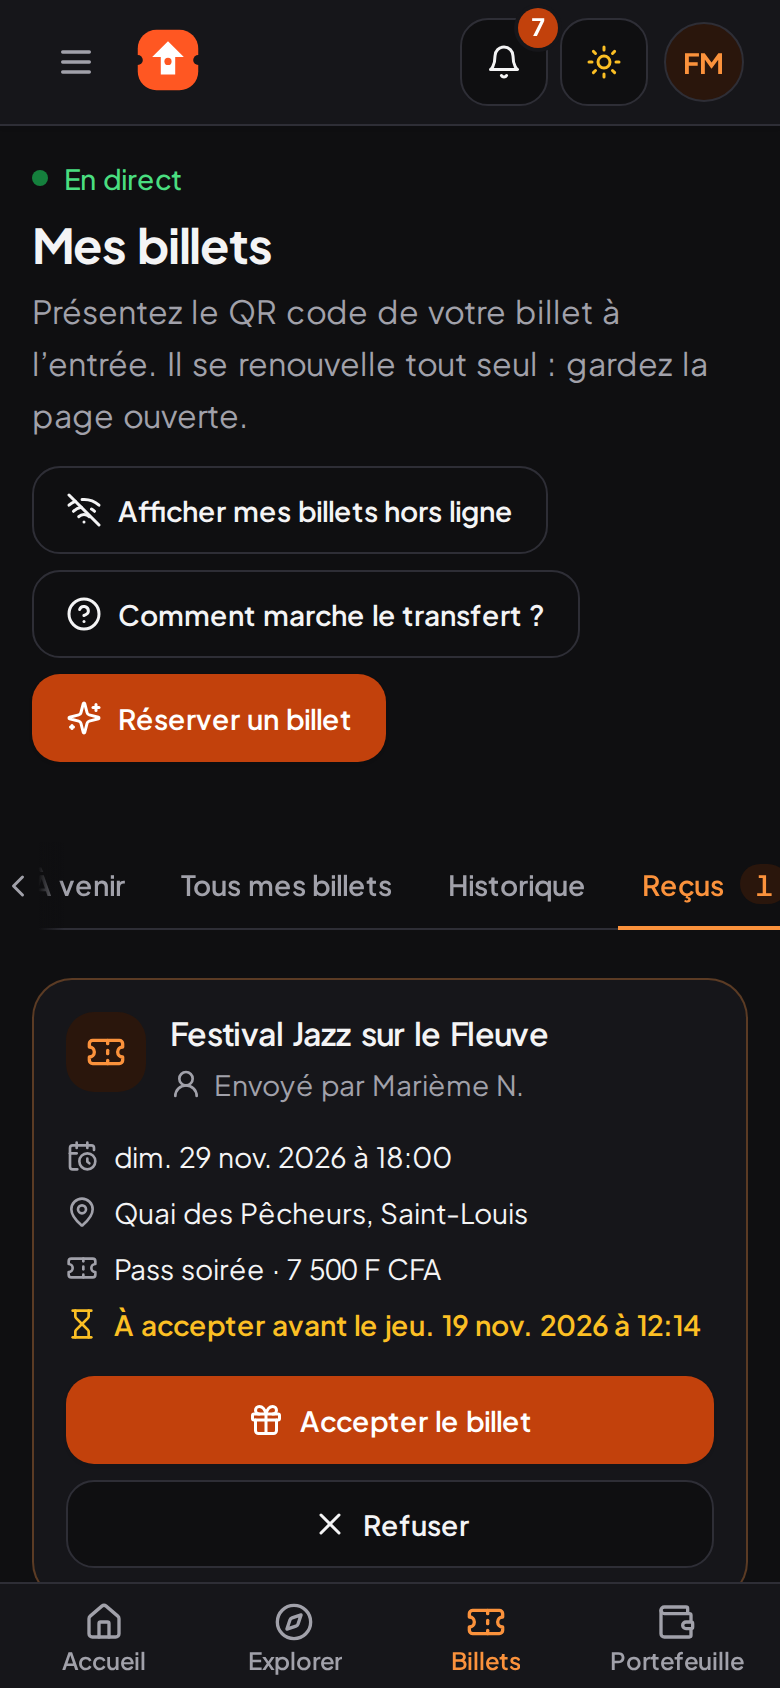 7
FM
En direct
Mes billets
Présentez le QR code de votre billet à
l’entrée. Il se renouvelle tout seul : gardez la
page ouverte.
Afficher mes billets hors ligne
Comment marche le transfert ?
Réserver un billet
À venir Tous mes billets Historique Reçus 1
Festival Jazz sur le Fleuve
Envoyé par Marième N.
dim. 29 nov. 2026 à 18:00
Quai des Pêcheurs, Saint-Louis
Pass soirée · 7 500 F CFA
À accepter avant le jeu. 19 nov. 2026 à 12:14
Accepter le billet
Refuser
Accueil Explorer Billets Portefeuille